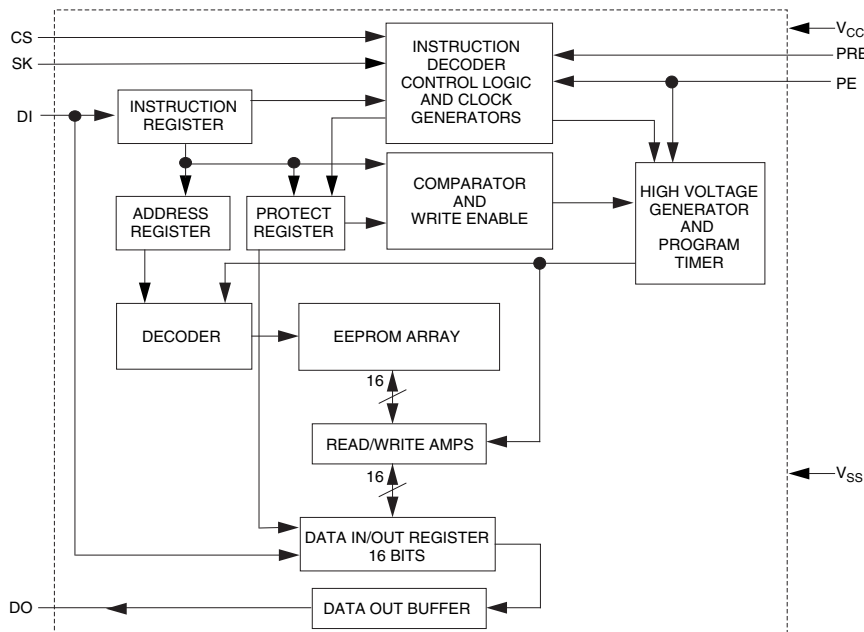 CS
SK
DI
INSTRUCTION
REGISTER
INSTRUCTION
DECODER
CONTROL LOGIC
AND CLOCK
GENERATORS
VCC
PRE
PE
ADDRESS
REGISTER
PROTECT
REGISTER
COMPARATOR
AND
WRITE ENABLE
HIGH VOLTAGE
GENERATOR
AND
PROGRAM
TIMER
DECODER
EEPROM ARRAY
16
READ/WRITE AMPS
16
VSS
DATA IN/OUT REGISTER
16 BITS
DO
DATA OUT BUFFER